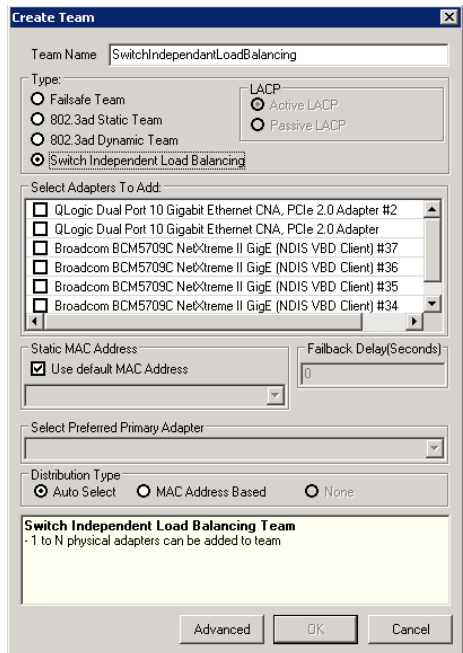 Create Team
Team Name SwitchIndependantLoadBalancing
Type:
Failsafe Team
802.3ad Static Team
802.3ad Dynamic Team
Switch Independent Load Balancing
LACP
Active LACP
Passive LACP
Select Adapters To Add:
QLogic Dual Port 10 Gigabit Ethernet CNA, PCIe 2.0 Adapter #2
QLogic Dual Port 10 Gigabit Ethernet CNA, PCIe 2.0 Adapter
Broadcom BCM5709C NetXtreme II GigE (NDIS VBD Client) #37
Broadcom BCM5709C NetXtreme II GigE (NDIS VBD Client) #36
Broadcom BCM5709C NetXtreme II GigE (NDIS VBD Client) #35
Broadcom BCM5709C NetXtreme II GigE (NDIS VBD Client) #34
Static MAC Address
Use default MAC Address
Failback Delay(Seconds)
0
Select Preferred Primary Adapter
Distribution Type
Auto Select MAC Address Based None
Switch Independent Load Balancing Team
- 1 to N physical adapters can be added to team
Advanced OK Cancel